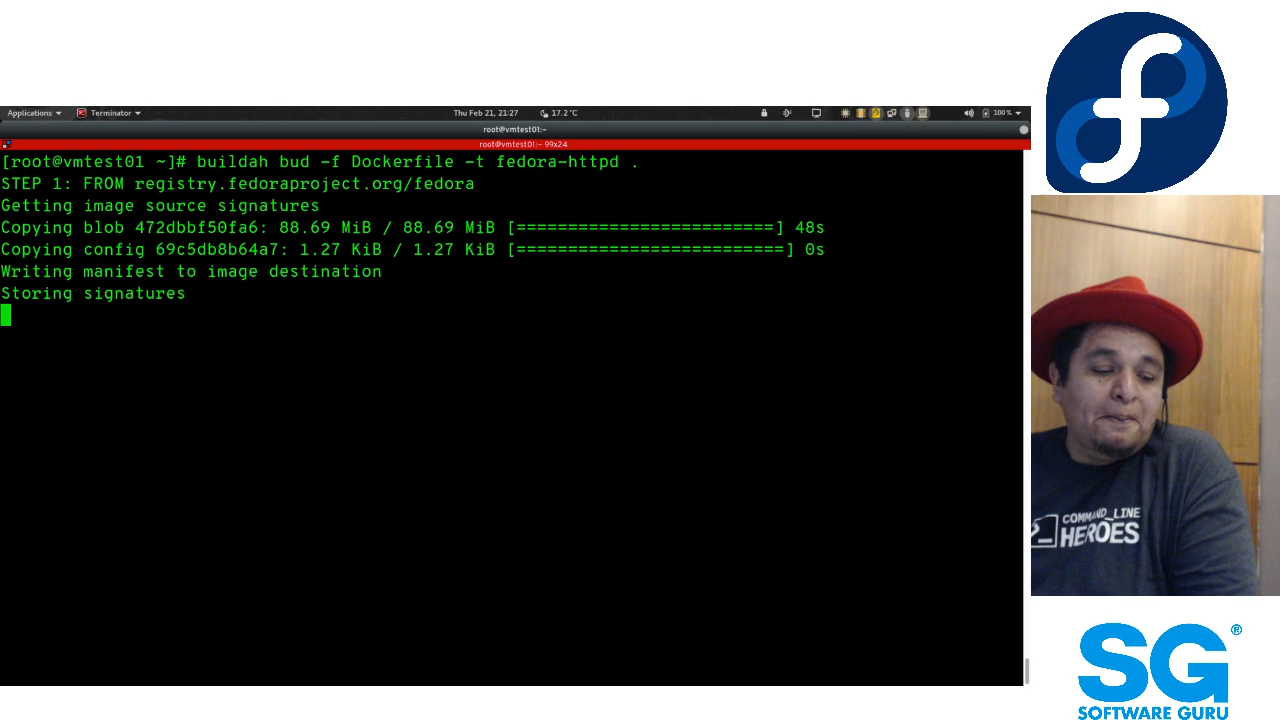 Applications
Terminator
Thu Feb 21, 21:27
17.2 °C
100 %
root@vmtest01:~
root@vmtest01:~ 99x24
[root@vmtest01 ~]# buildah bud -f Dockerfile -t fedora-httpd .
STEP 1: FROM registry.fedoraproject.org/fedora
Getting image source signatures
Copying blob 472dbbf50fa6: 88.69 MiB / 88.69 MiB [=========================] 48s
Copying config 69c5db8b64a7: 1.27 KiB / 1.27 KiB [==========================] 0s
Writing manifest to image destination
Storing signatures
COMMAND_LINE
HEROES
SG®
SOFTWARE GURU